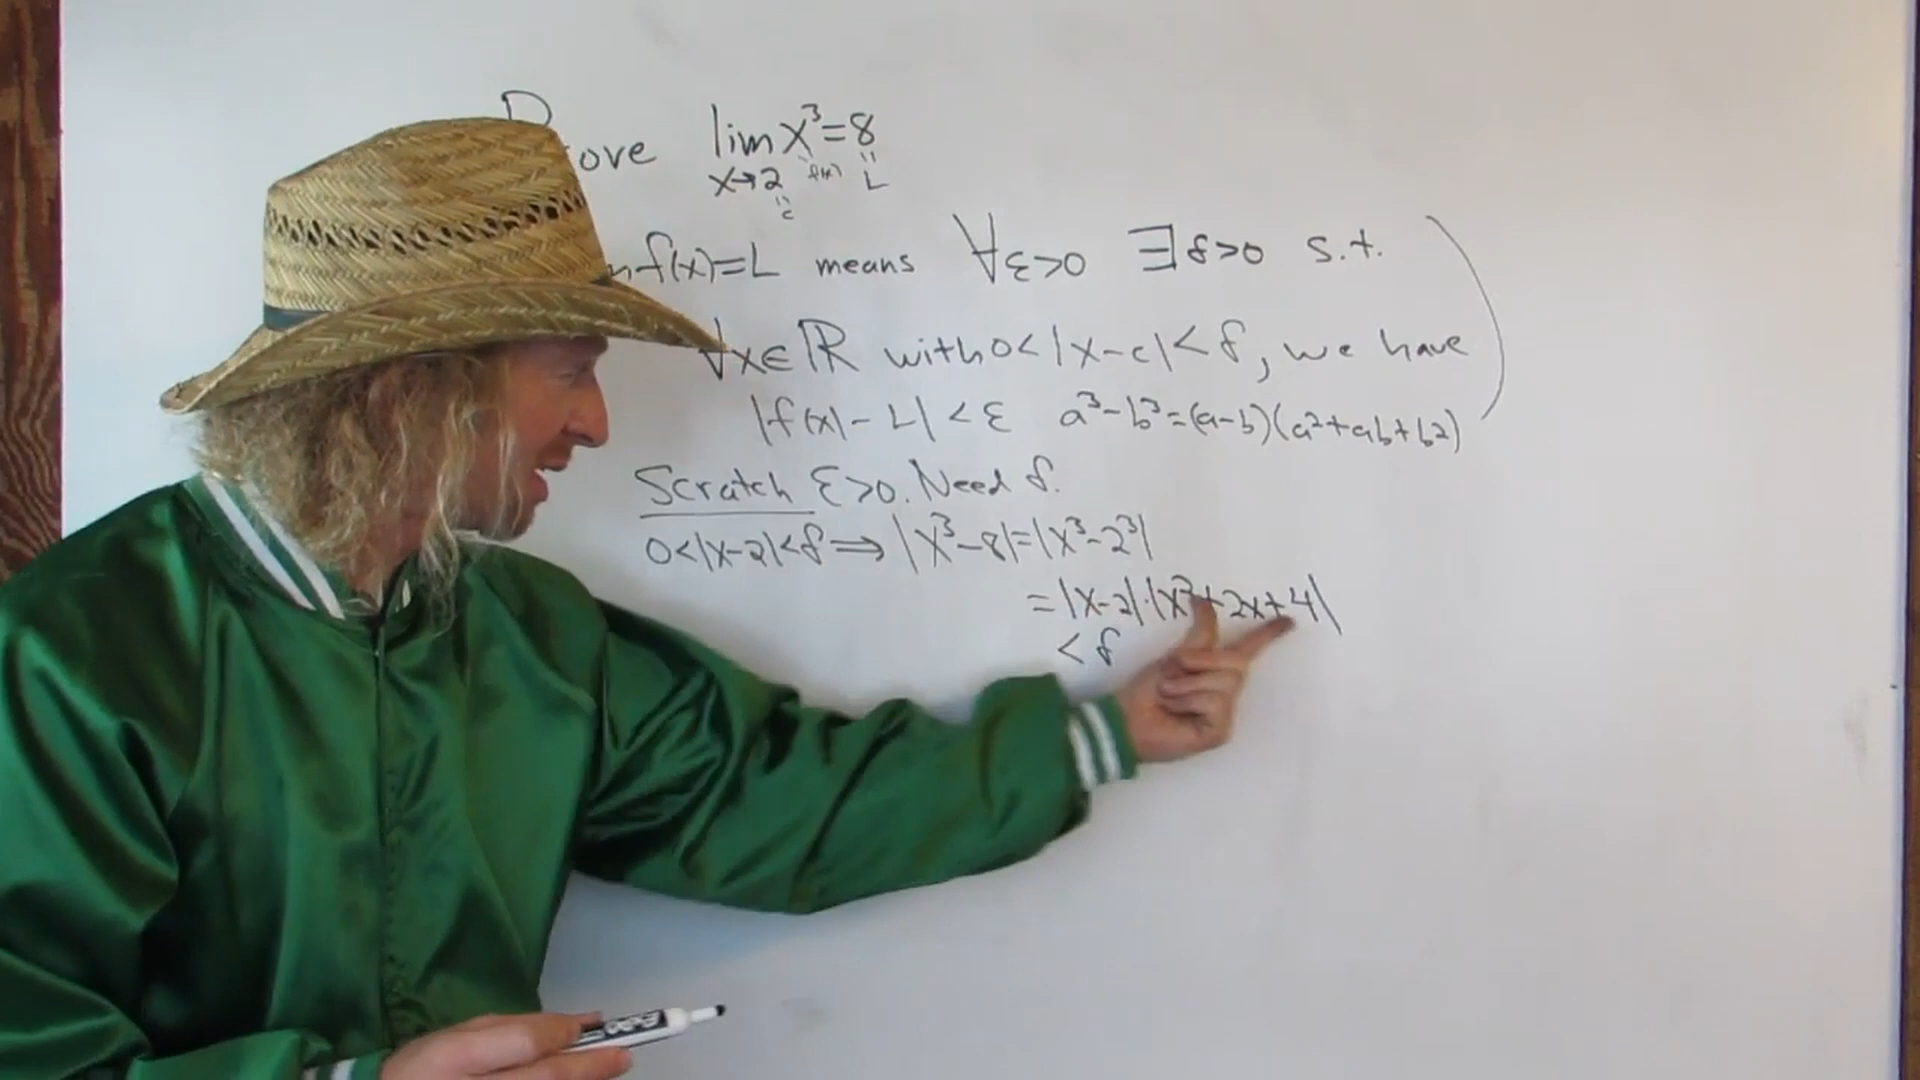 Prove lim x³ = 8
x→2 f(x) L
c
f(x)=L means ∀ε>0 ∃δ>0 s.t.
∀x∈ℝ with 0<|x-c|<δ, we have
|f(x)-L|<ε a³-b³=(a-b)(a²+ab+b²)
Scratch ε>0. Need δ.
0<|x-2|<δ ⟹ |x³-8|=|x³-2³|
=|x-2|·|x²+2x+4|
<δ
EXPO